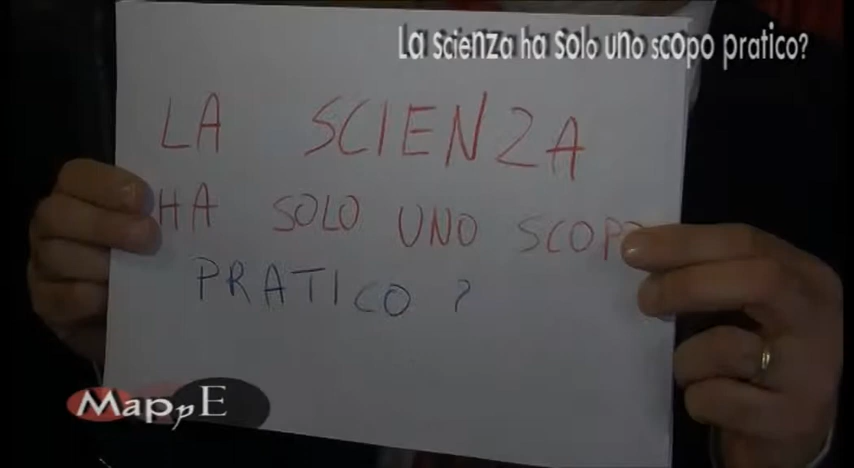 La scienza ha solo uno scopo pratico?
LA SCIENZA
HA SOLO UNO SCOPO
PRATICO ?
MappE